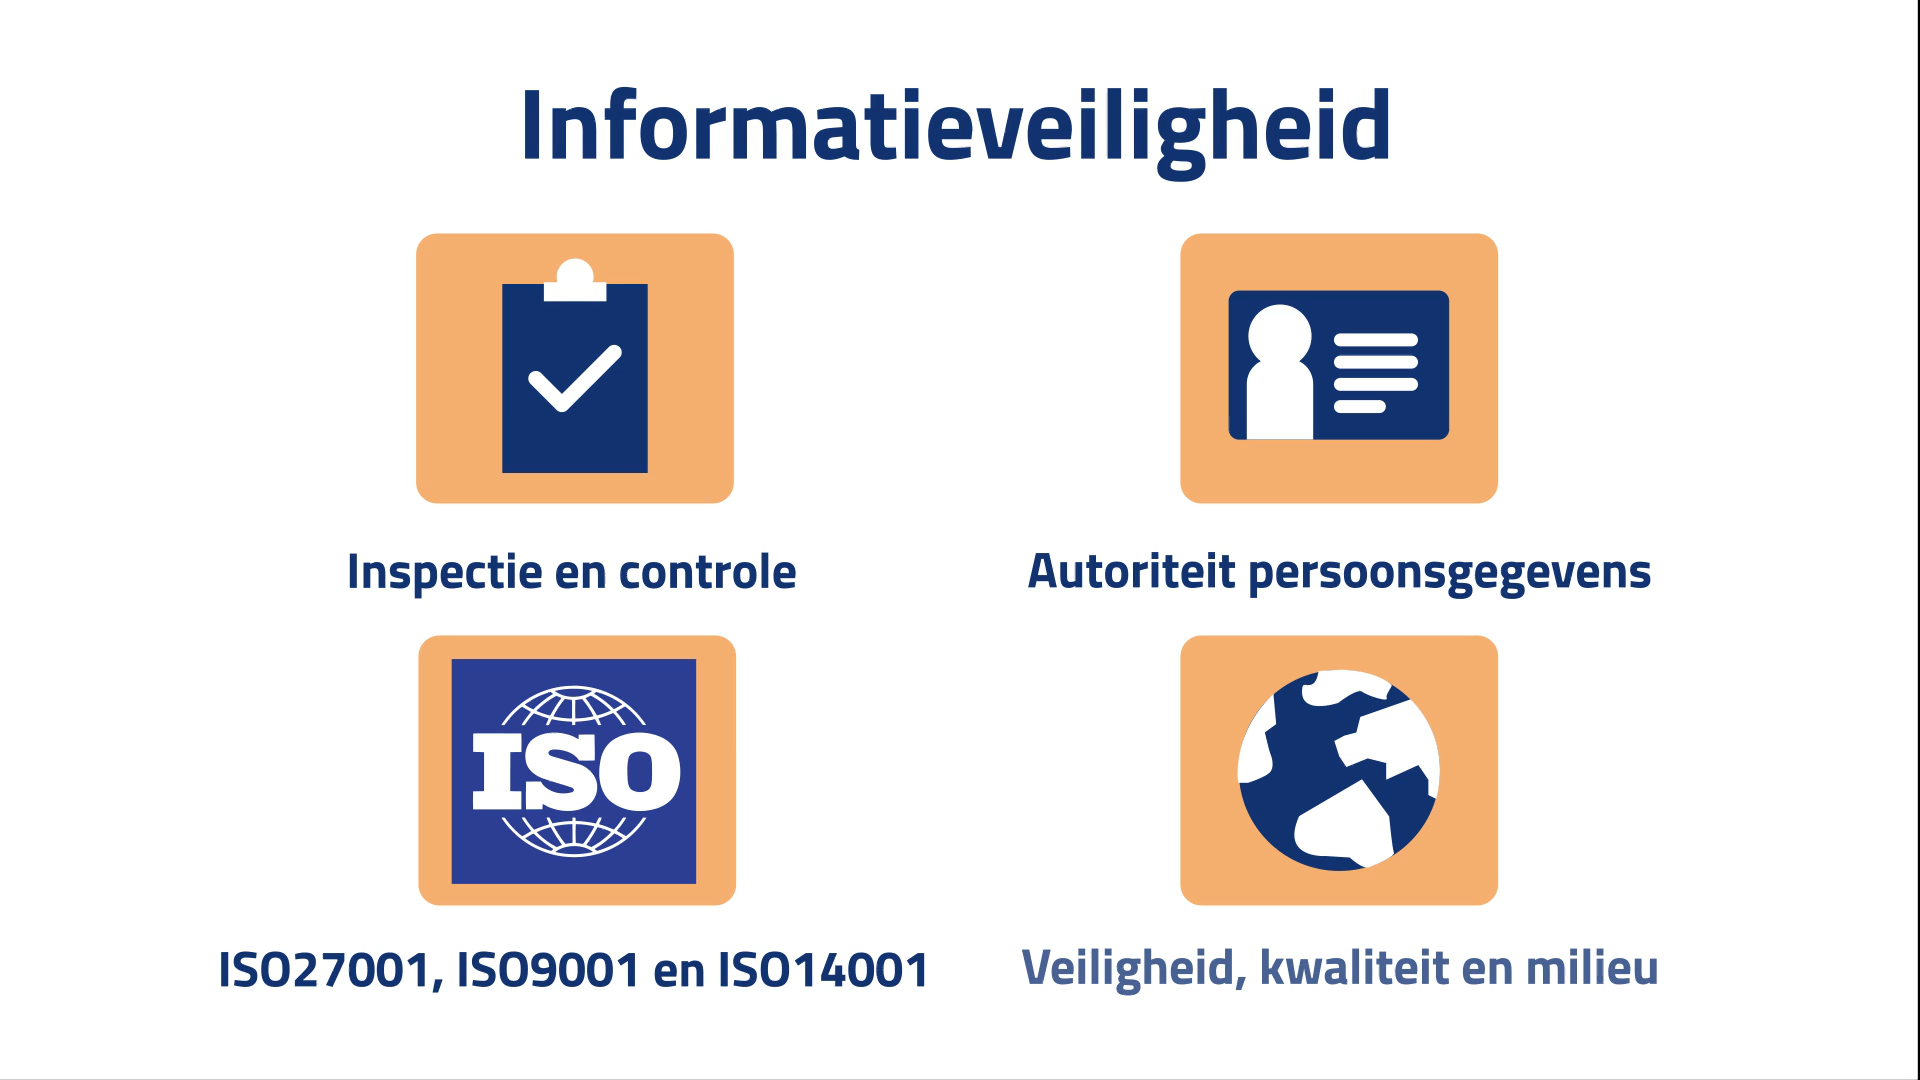 Informatieveiligheid
Inspectie en controle
Autoriteit persoonsgegevens
ISO
ISO27001, ISO9001 en ISO14001
Veiligheid, kwaliteit en milieu